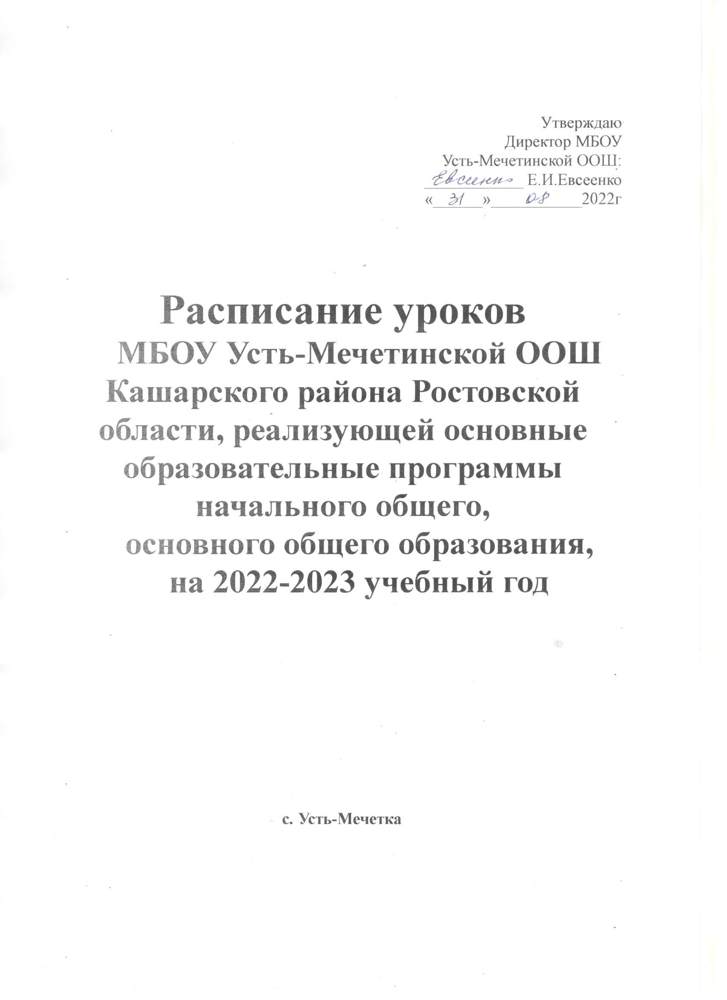 Утверждаю
Директор МБОУ
Усть-Мечетинской ООШ:
Евсеенко Е.И.Евсеенко
«31» 08 2022г
Расписание уроков
МБОУ Усть-Мечетинской ООШ
Кашарского района Ростовской
области, реализующей основные
образовательные программы
начального общего,
основного общего образования,
на 2022-2023 учебный год
с. Усть-Мечетка